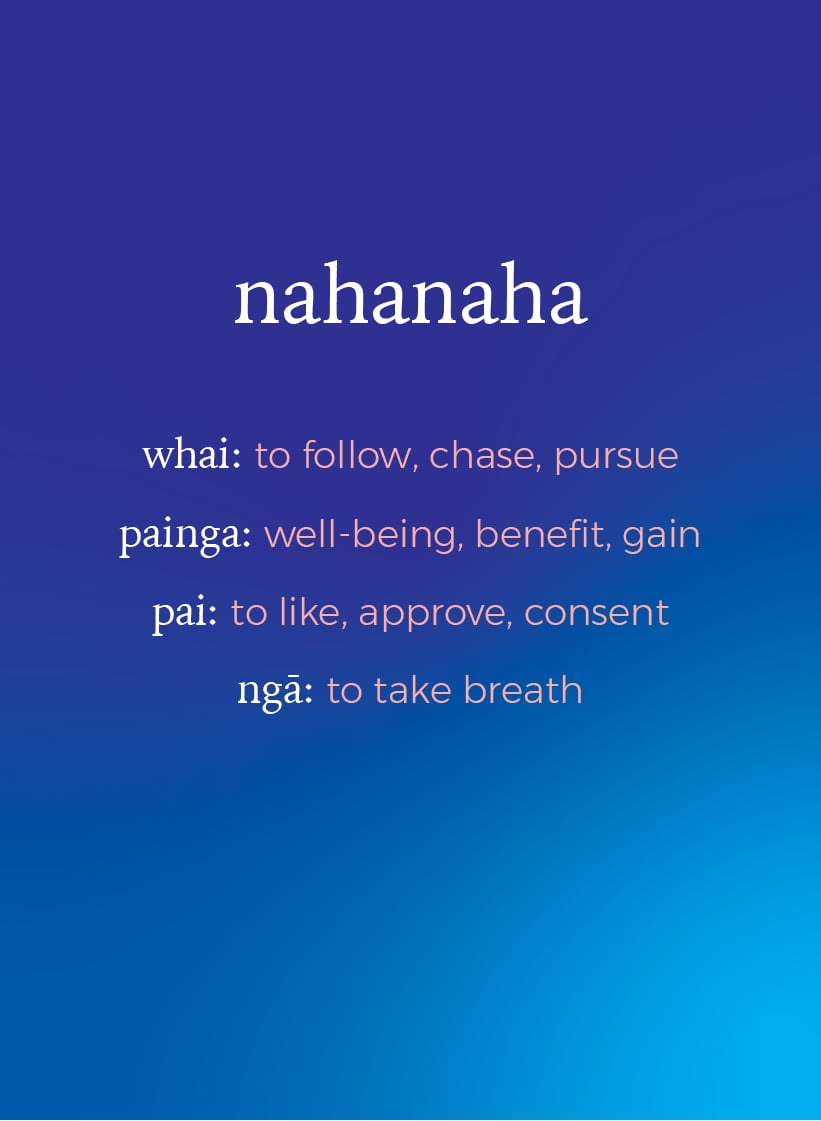 nahanaha
whai: to follow, chase, pursue
painga: well-being, benefit, gain
pai: to like, approve, consent
ngā: to take breath